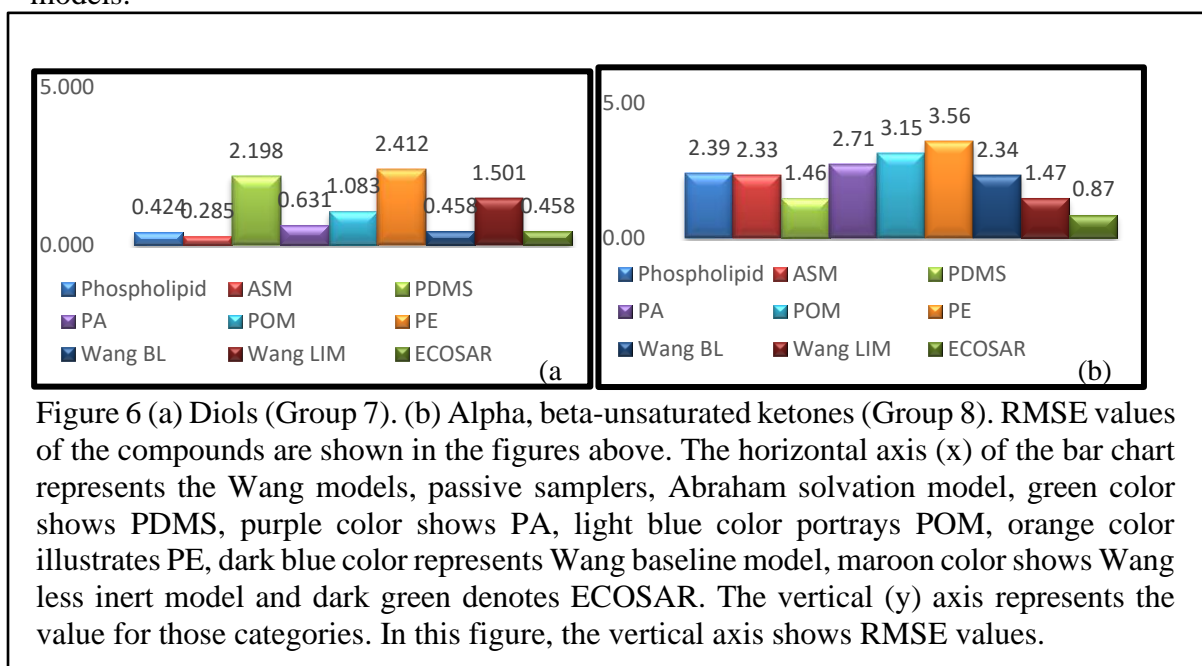 models.
5.000
2.412
2.198
1.501
1.083
0.631
0.424
0.285
0.458
0.458
0.000
Phospholipid ASM PDMS
PA POM PE
Wang BL Wang LIM ECOSAR
(a
5.00
3.56
3.15
2.71
2.39 2.33
2.34
1.46
1.47
0.87
0.00
Phospholipid ASM PDMS
PA POM PE
Wang BL Wang LIM ECOSAR
(b)
Figure 6 (a) Diols (Group 7). (b) Alpha, beta-unsaturated ketones (Group 8). RMSE values
of the compounds are shown in the figures above. The horizontal axis (x) of the bar chart
represents the Wang models, passive samplers, Abraham solvation model, green color
shows PDMS, purple color shows PA, light blue color portrays POM, orange color
illustrates PE, dark blue color represents Wang baseline model, maroon color shows Wang
less inert model and dark green denotes ECOSAR. The vertical (y) axis represents the
value for those categories. In this figure, the vertical axis shows RMSE values.